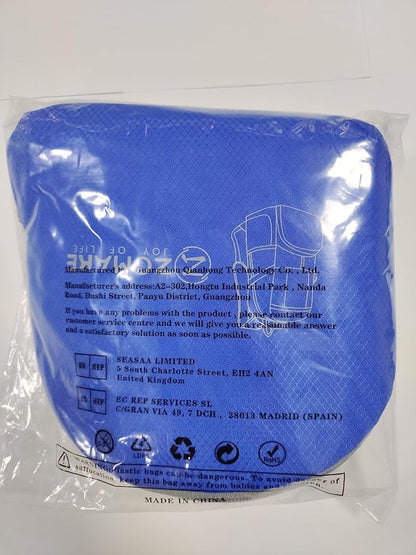 ZOMAKE
JOY OF LIFE
Manufactured by: Guangzhou Qianhong Technology Co., Ltd.
Manufacturer's address:A2-302,Hongtu Industrial Park, Nanda
Road, Dashi Street, Panyu District, Guangzhou
If you have any problems with the product, please contact our
customer service centre and we will give you a reasonable answer
and a satisfactory solution as soon as possible.
UK REP
SEASAA LIMITED
5 South Charlotte Street, EH2 4AN
United Kingdom
EC REP
EC REP SERVICES SL
C/GRAN VIA 49, 7 DCH, 28013 MADRID (SPAIN)
RoHS
WARNING: Plastic bags can be dangerous. To avoid danger of
suffocation, keep this bag away from babies and
MADE IN CHINA